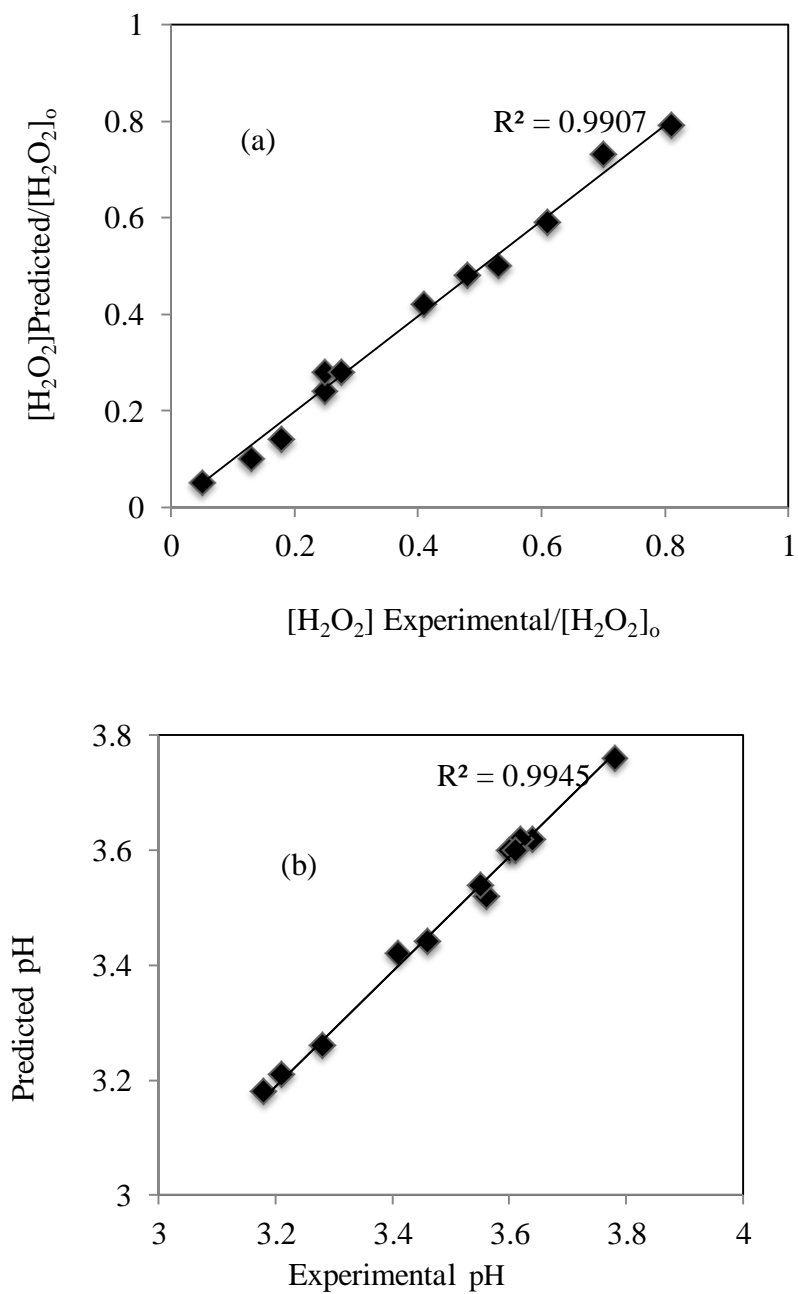 1
0.8
0.6
0.4
0.2
0
[H₂O₂]Predicted/[H₂O₂]ₒ
(a)
R² = 0.9907
0 0.2 0.4 0.6 0.8 1
[H₂O₂] Experimental/[H₂O₂]ₒ
3.8
3.6
3.4
3.2
3
Predicted pH
(b)
R² = 0.9945
3 3.2 3.4 3.6 3.8 4
Experimental pH